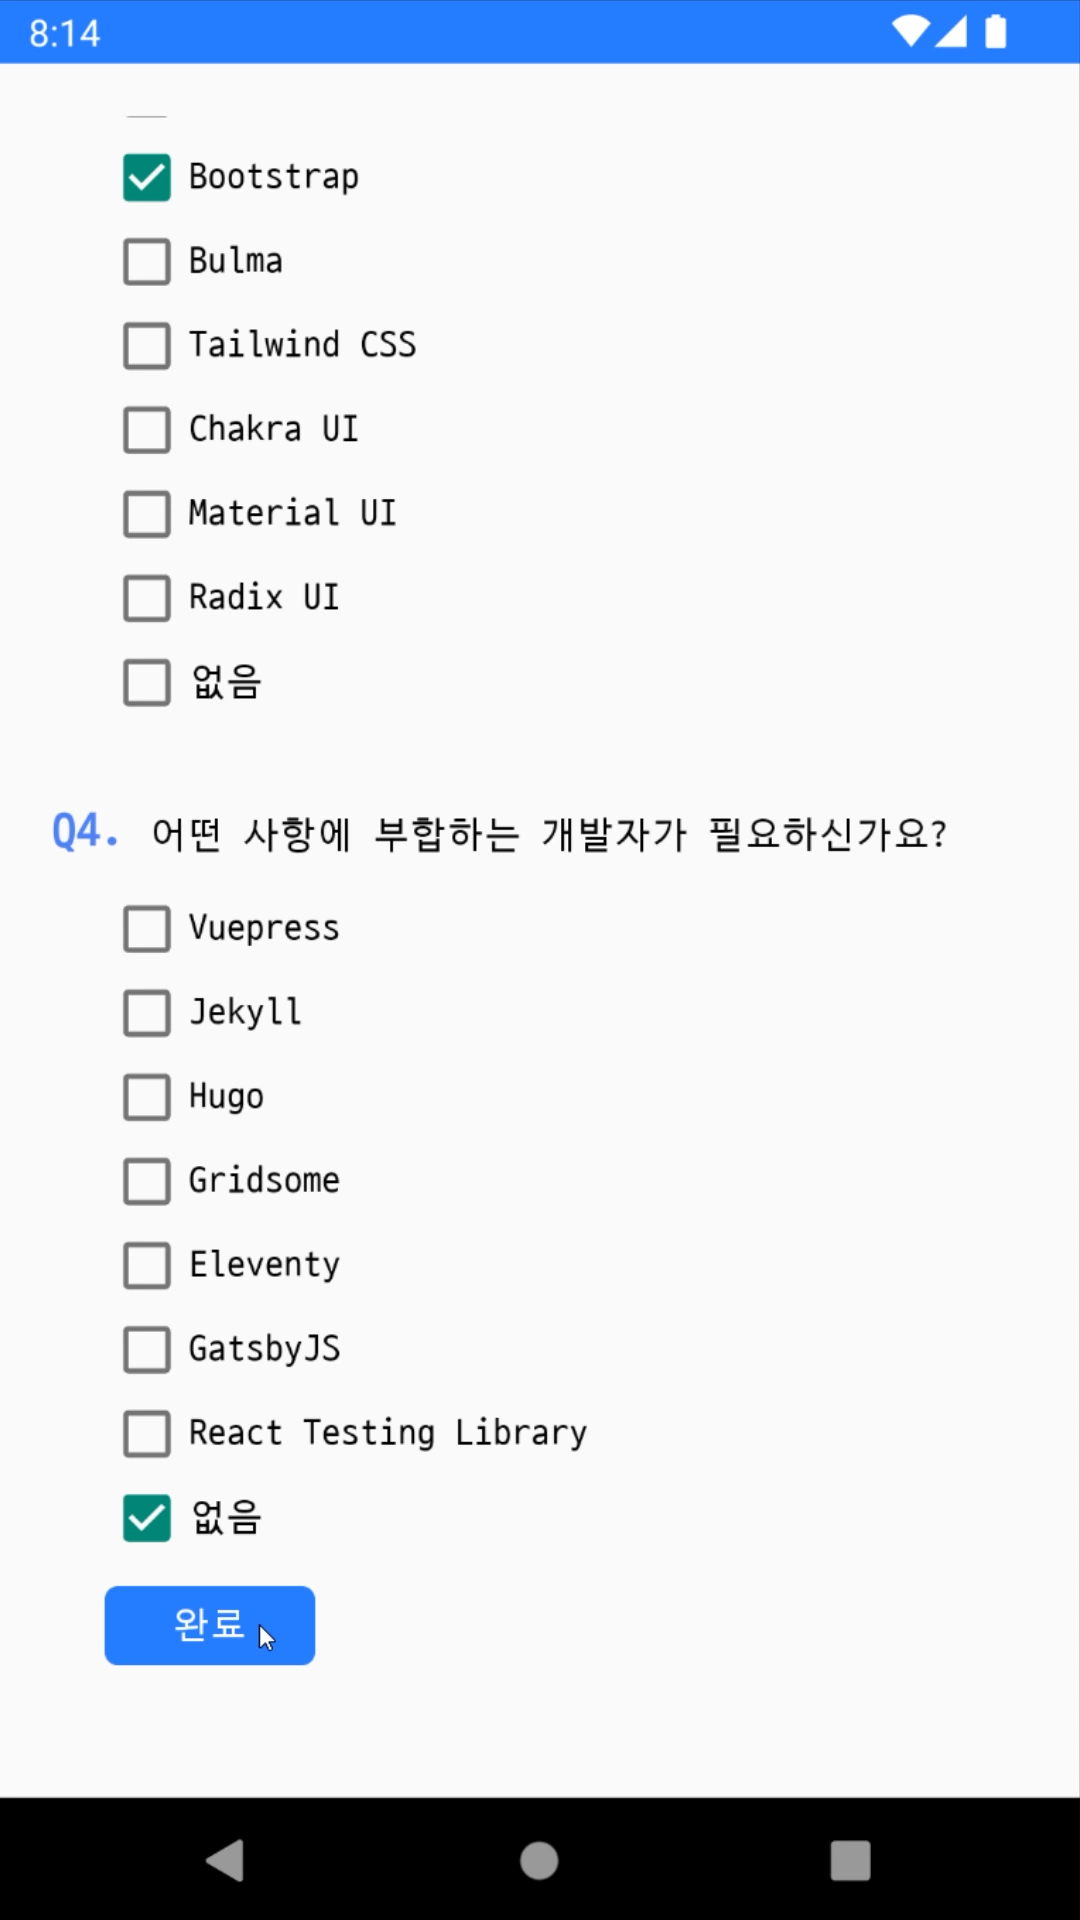 8:14
Bootstrap
Bulma
Tailwind CSS
Chakra UI
Material UI
Radix UI
없음
Q4. 어떤 사항에 부합하는 개발자가 필요하신가요?
Vuepress
Jekyll
Hugo
Gridsome
Eleventy
GatsbyJS
React Testing Library
없음
완료